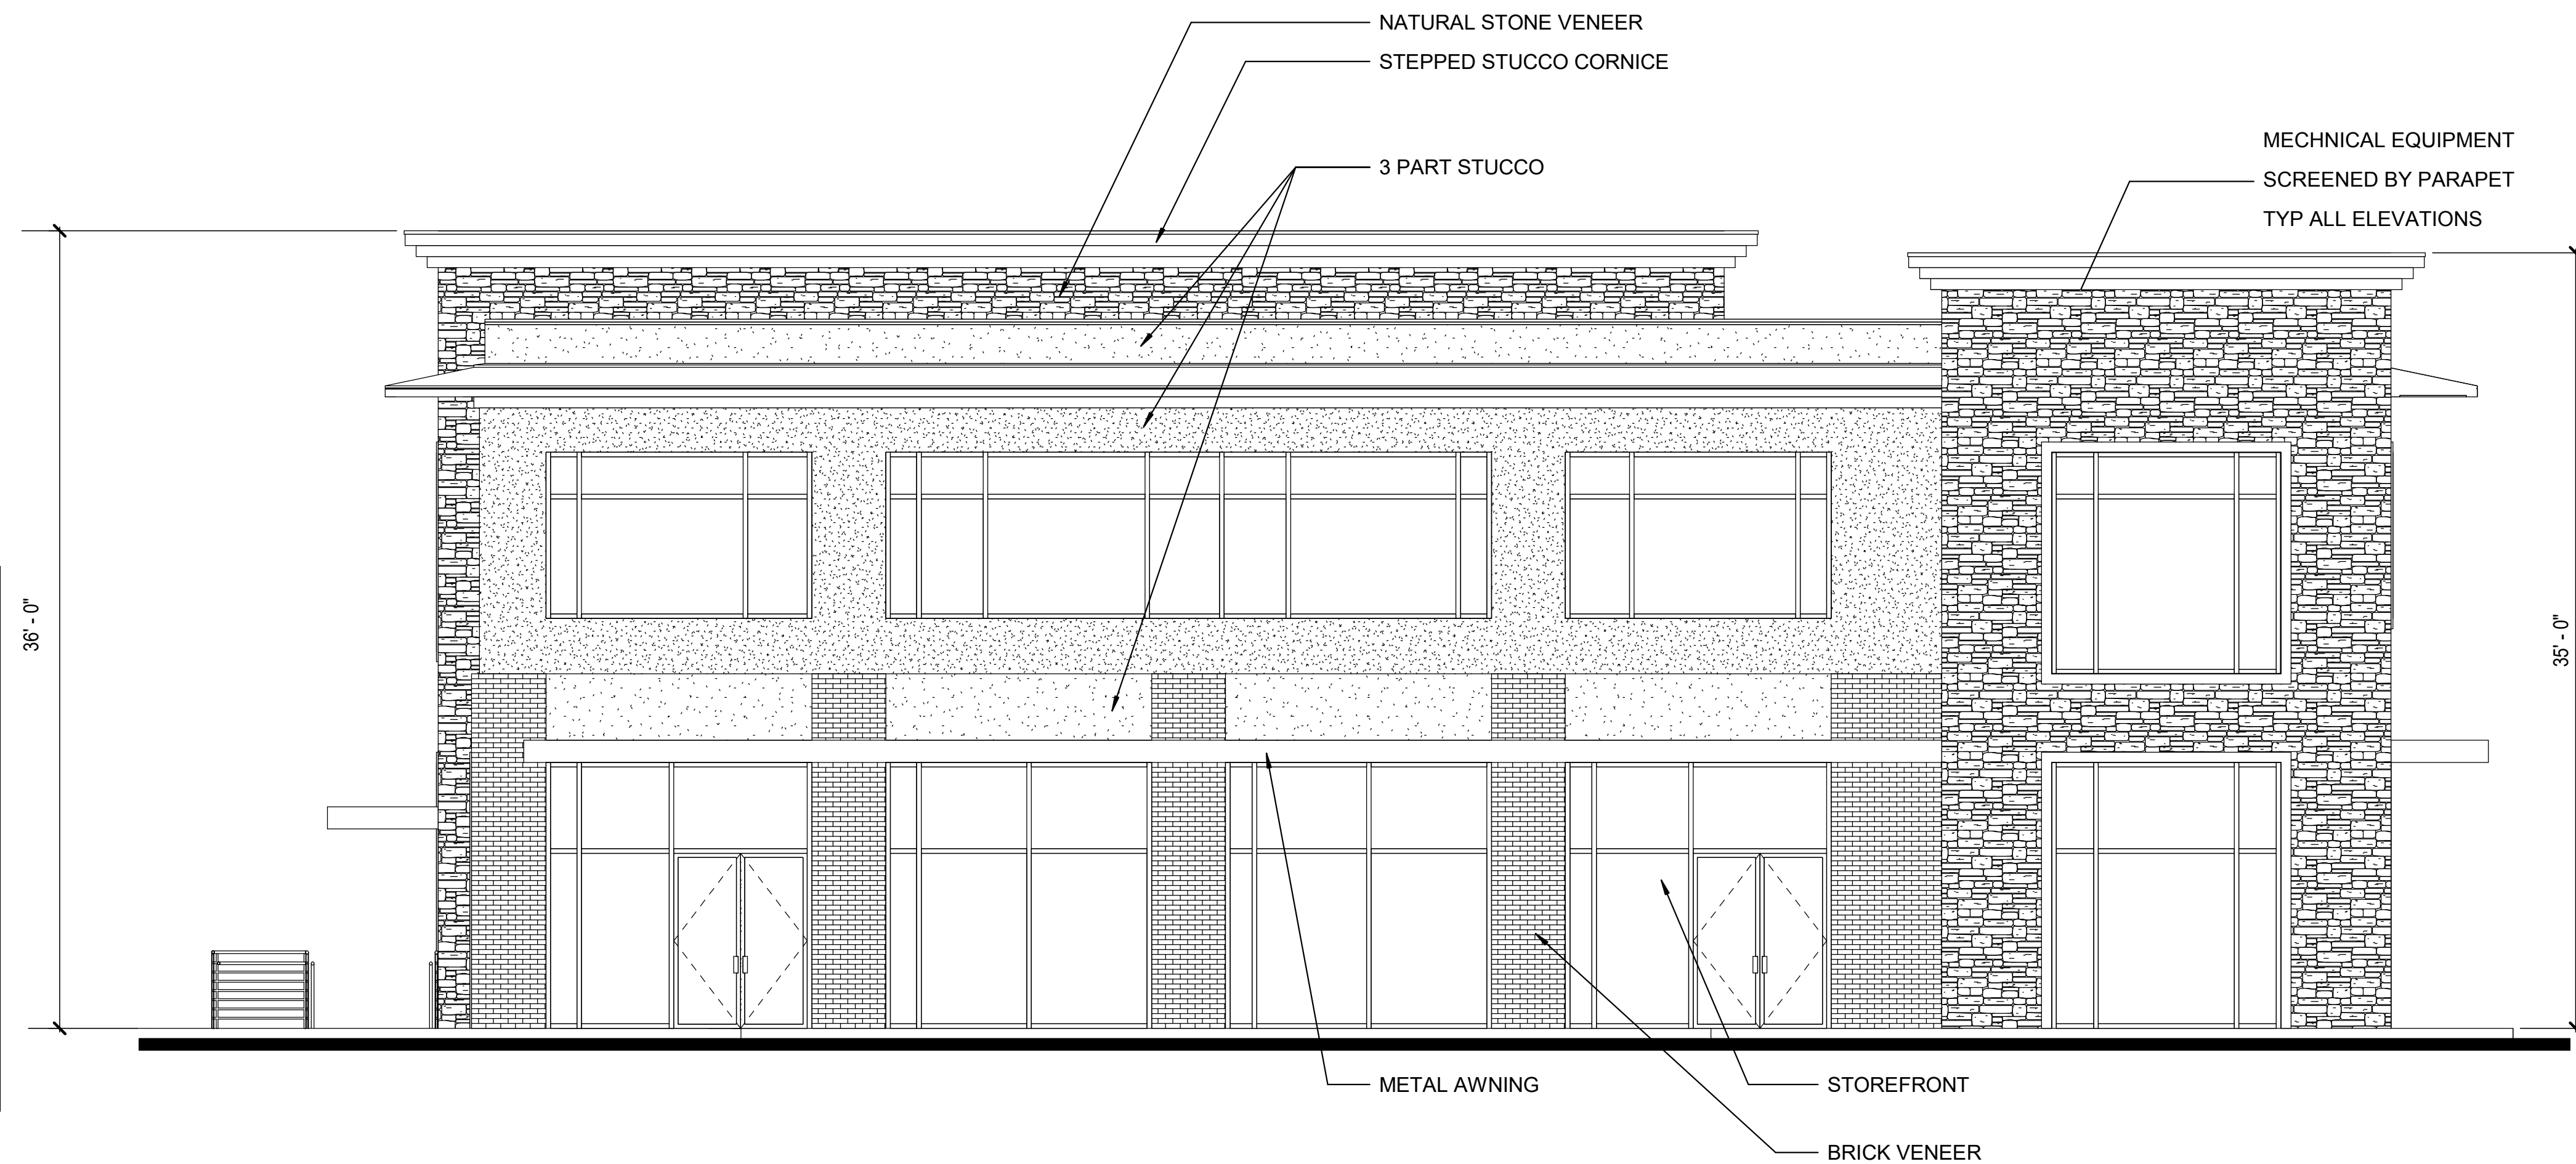 NATURAL STONE VENEER
STEPPED STUCCO CORNICE
MECHNICAL EQUIPMENT
SCREENED BY PARAPET
TYP ALL ELEVATIONS
3 PART STUCCO
36' - 0"
35' - 0"
METAL AWNING
STOREFRONT
BRICK VENEER